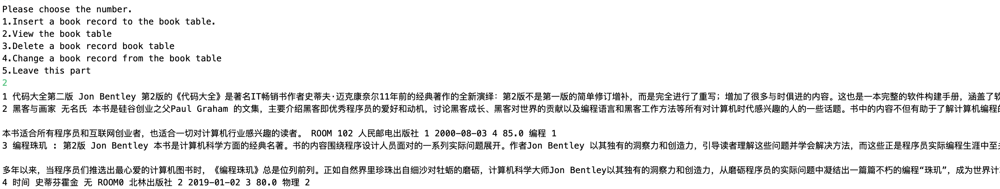 Please choose the number.
1.Insert a book record to the book table.
2.View the book table
3.Delete a book record book table
4.Change a book record from the book table
5.Leave this part
2
1 代码大全第二版 Jon Bentley 第2版的《代码大全》是著名IT畅销书作者史蒂夫·迈克康奈尔11年前的经典著作的全新演绎：第2版不是第一版的简单修订增补，而是完全进行了重写；增加了很多与时俱进的内容。这也是一本完整的软件构建手册，涵盖了软
2 黑客与画家 无名氏 本书是硅谷创业之父Paul Graham 的文集，主要介绍黑客即优秀程序员的爱好和动机，讨论黑客成长、黑客对世界的贡献以及编程语言和黑客工作方法等所有对计算机时代感兴趣的人的一些话题。书中的内容不但有助于了解计算机编程的
本书适合所有程序员和互联网创业者，也适合一切对计算机行业感兴趣的读者。 ROOM 102 人民邮电出版社 1 2000-08-03 4 85.0 编程 1
3 编程珠玑 : 第2版 Jon Bentley 本书是计算机科学方面的经典名著。书的内容围绕程序设计人员面对的一系列实际问题展开。作者Jon Bentley 以其独有的洞察力和创造力，引导读者理解这些问题并学会解决方法，而这些正是程序员实际编程生涯中至关
多年以来，当程序员们推选出最心爱的计算机图书时，《编程珠玑》总是位列前列。正如自然界里珍珠出自细沙对牡蛎的磨砺，计算机科学大师Jon Bentley以其独有的洞察力和创造力，从磨砺程序员的实际问题中凝结出一篇篇不朽的编程“珠玑”，成为世界计
4 时间 史蒂芬霍金 无 ROOM0 北林出版社 2 2019-01-02 3 80.0 物理 2